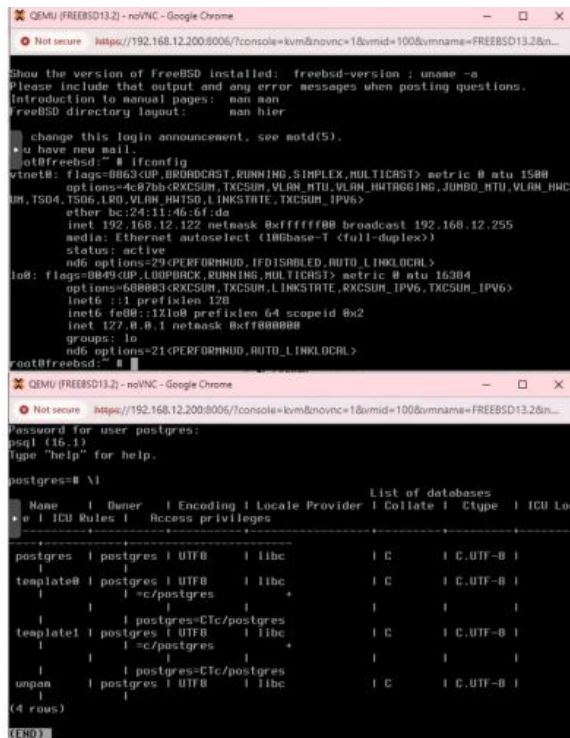 QEMU (FREEBSD13.2) - noVNC - Google Chrome
Not secure https://192.168.12.200:8006/?console=kvm&novnc=1&vmid=100&vmname=FREEBSD13.2&n...
Show the version of FreeBSD installed:  freebsd-version ; uname -a
Please include that output and any error messages when posting questions.
Introduction to manual pages:  man man
FreeBSD directory layout:      man hier
change this login announcement, see motd(5).
u have new mail.
ot@freebsd:~ # ifconfig
vtnet0: flags=8863<UP,BROADCAST,RUNNING,SIMPLEX,MULTICAST> metric 0 mtu 1500
options=4c07bb<RXCSUM,TXCSUM,VLAN_MTU,VLAN_HWTAGGING,JUMBO_MTU,VLAN_HWC
UM,TSO4,TSO6,LRO,VLAN_HWTSO,LINKSTATE,TXCSUM_IPV6>
ether bc:24:11:46:6f:da
inet 192.168.12.122 netmask 0xffffff00 broadcast 192.168.12.255
media: Ethernet autoselect (10Gbase-T <full-duplex>)
status: active
nd6 options=29<PERFORMNUD,IFDISABLED,AUTO_LINKLOCAL>
lo0: flags=8049<UP,LOOPBACK,RUNNING,MULTICAST> metric 0 mtu 16384
options=680003<RXCSUM,TXCSUM,LINKSTATE,RXCSUM_IPV6,TXCSUM_IPV6>
inet6 ::1 prefixlen 128
inet6 fe80::1%lo0 prefixlen 64 scopeid 0x2
inet 127.0.0.1 netmask 0xff000000
groups: lo
nd6 options=21<PERFORMNUD,AUTO_LINKLOCAL>
root@freebsd:~ #
QEMU (FREEBSD13.2) - noVNC - Google Chrome
Not secure https://192.168.12.200:8006/?console=kvm&novnc=1&vmid=100&vmname=FREEBSD13.2&n...
Password for user postgres:
psql (16.1)
Type "help" for help.
postgres=# \l
List of databases
Name | Owner | Encoding | Locale Provider | Collate | Ctype | ICU Lo
e | ICU Rules | Access privileges
postgres | postgres | UTF8 | libc | C | C.UTF-8 |
| |
template0 | postgres | UTF8 | libc | C | C.UTF-8 |
| | =c/postgres +
| | | | | |
| | postgres=CTc/postgres
template1 | postgres | UTF8 | libc | C | C.UTF-8 |
| | =c/postgres +
| | | | | |
| | postgres=CTc/postgres
unpan | postgres | UTF8 | libc | C | C.UTF-8 |
| |
(4 rows)
(END)